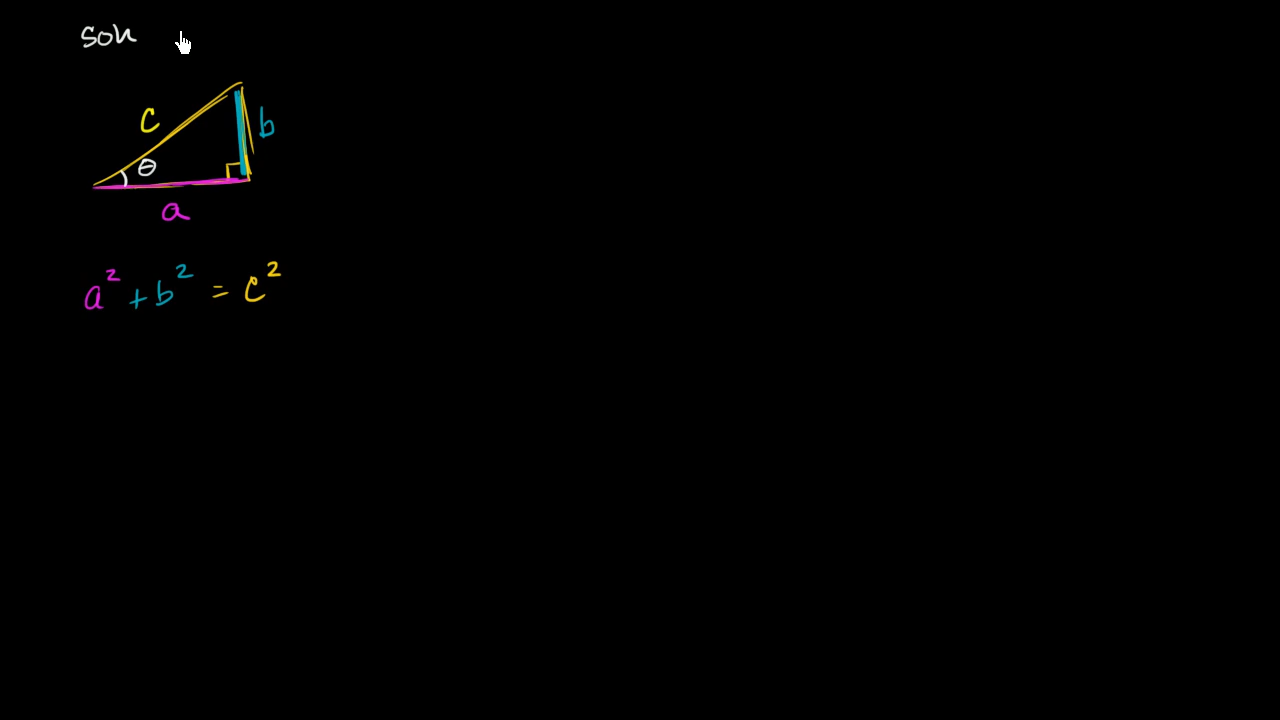 soh
c
b
θ
a
a² + b² = c²